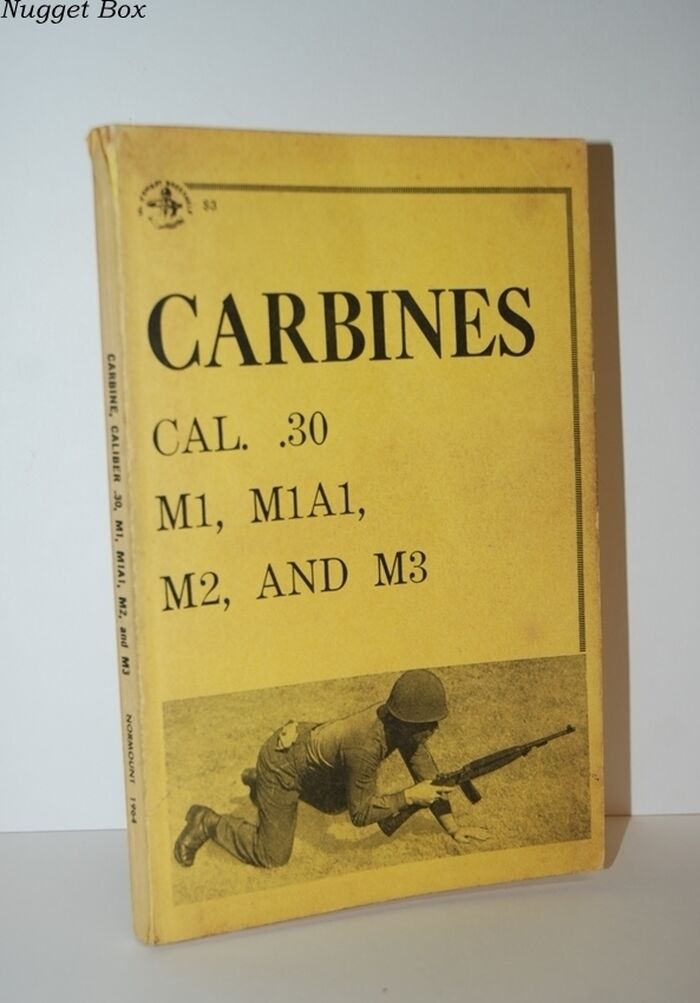 Nugget Box
$3
CARBINES
CAL. .30
M1, M1A1,
M2, AND M3
CARBINE, CALIBER .30, M1, M1A1, M2, and M3 NORMOUNT 1964